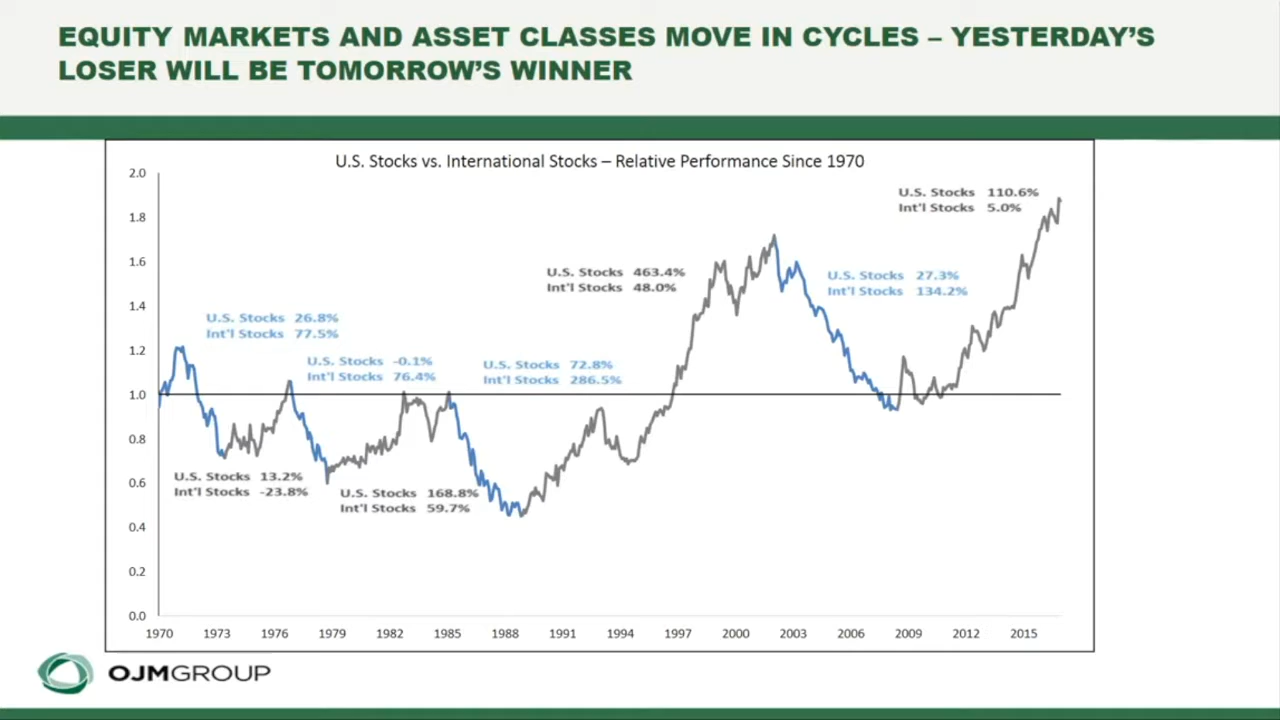 EQUITY MARKETS AND ASSET CLASSES MOVE IN CYCLES – YESTERDAY'S
LOSER WILL BE TOMORROW'S WINNER
U.S. Stocks vs. International Stocks – Relative Performance Since 1970
2.0
1.8
1.6
1.4
1.2
1.0
0.8
0.6
0.4
0.2
0.0
U.S. Stocks 26.8%
Int'l Stocks 77.5%
U.S. Stocks 13.2%
Int'l Stocks -23.8%
U.S. Stocks -0.1%
Int'l Stocks 76.4%
U.S. Stocks 168.8%
Int'l Stocks 59.7%
U.S. Stocks 72.8%
Int'l Stocks 286.5%
U.S. Stocks 463.4%
Int'l Stocks 48.0%
U.S. Stocks 27.3%
Int'l Stocks 134.2%
U.S. Stocks 110.6%
Int'l Stocks 5.0%
1970 1973 1976 1979 1982 1985 1988 1991 1994 1997 2000 2003 2006 2009 2012 2015
OJMGROUP